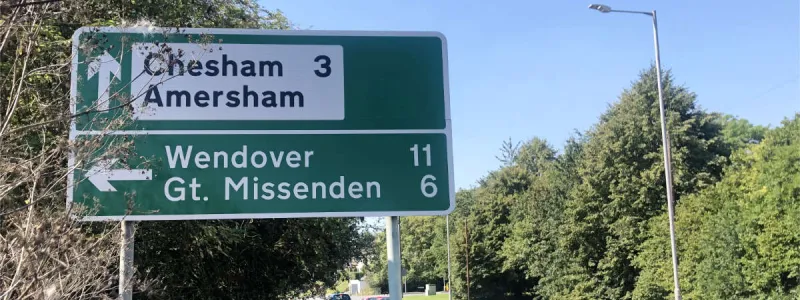 Chesham 3
Amersham
Wendover 11
Gt. Missenden 6